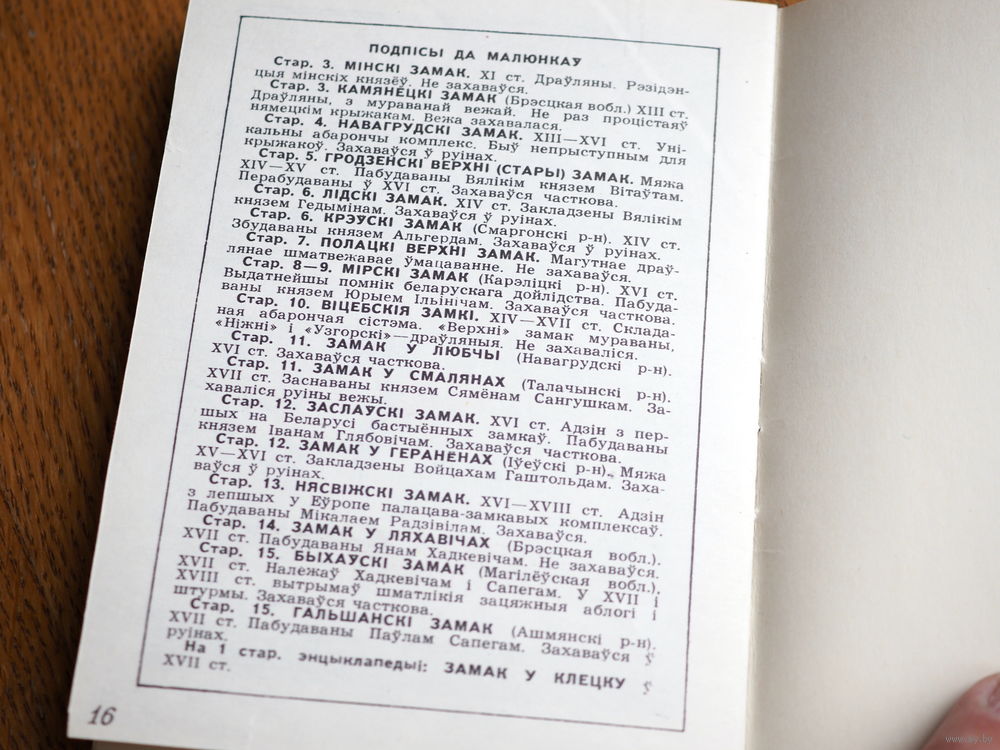 ПОДПІСЫ ДА МАЛЮНКАЎ
Стар. 3. МІНСКІ ЗАМАК. XI ст. Драўляны. Рэзідэн-
цыя мінскіх князёў. Не захаваўся.
Стар. 3. КАМЯНЕЦКІ ЗАМАК (Брэсцкая вобл.) XIII ст.
Драўляны, з мураванай вежай. Не раз процістаяў
нямецкім крыжакам. Вежа захавалася.
Стар. 4. НАВАГРУДСКІ ЗАМАК. XIII—XVI ст. Уні-
кальны абарончы комплекс. Быў непрыступным для
крыжакоў. Захаваўся ў руінах.
Стар. 5. ГРОДЗЕНСКІ ВЕРХНІ (СТАРЫ) ЗАМАК. Мяжа
XIV—XV ст. Пабудаваны Вялікім князем Вітаўтам.
Перабудаваны ў XVI ст. Захаваўся часткова.
Стар. 6. ЛІДСКІ ЗАМАК. XIV ст. Закладзены Вялікім
князем Гедымінам. Захаваўся ў руінах.
Стар. 6. КРЭЎСКІ ЗАМАК (Смаргонскі р-н). XIV ст.
Збудаваны князем Альгердам. Захаваўся ў руінах.
Стар. 7. ПОЛАЦКІ ВЕРХНІ ЗАМАК. Магутнае драў-
лянае шматвежавае ўмацаванне. Не захаваўся.
Стар. 8—9. МІРСКІ ЗАМАК (Карэліцкі р-н). XVI ст.
Выдатнейшы помнік беларускага дойлідства. Пабуда-
ваны князем Юрыем Ільінічам. Захаваўся часткова.
Стар. 10. ВІЦЕБСКІЯ ЗАМКІ. XIV—XVII ст. Склада-
ная абарончая сістэма. «Верхні» замак мураваны,
«Ніжні» і «Узгорскі»—драўляныя. Не захаваліся.
Стар. 11. ЗАМАК У ЛЮБЧЫ (Навагрудскі р-н).
XVI ст. Захаваўся часткова.
Стар. 11. ЗАМАК У СМАЛЯНАХ (Талачынскі р-н).
XVII ст. Заснаваны князем Сямёнам Сангушкам. За-
хаваліся руіны вежы.
Стар. 12. ЗАСЛАЎСКІ ЗАМАК. XVI ст. Адзін з пер-
шых на Беларусі бастыённых замкаў. Пабудаваны
князем Іванам Глябовічам. Захаваўся часткова.
Стар. 12. ЗАМАК У ГЕРАНЁНАХ (Іўеўскі р-н). Мяжа
XV—XVI ст. Закладзены Войцахам Гаштольдам. Заха-
ваўся ў руінах.
Стар. 13. НЯСВІЖСКІ ЗАМАК. XVI—XVIII ст. Адзін
з лепшых у Еўропе палацава-замкавых комплексаў.
Пабудаваны Мікалаем Радзівілам. Захаваўся.
Стар. 14. ЗАМАК У ЛЯХАВІЧАХ (Брэсцкая вобл.).
XVII ст. Пабудаваны Янам Хадкевічам. Не захаваўся.
Стар. 15. БЫХАЎСКІ ЗАМАК (Магілёўская вобл.).
XVII ст. Належаў Хадкевічам і Сапегам. У XVII і
XVIII ст. вытрымаў шматлікія зацяжныя аблогі і
штурмы. Захаваўся часткова.
Стар. 15. ГАЛЬШАНСКІ ЗАМАК (Ашмянскі р-н).
XVII ст. Пабудаваны Паўлам Сапегам. Захаваўся ў
руінах.
На 1 стар. энцыклапедыі: ЗАМАК У КЛЕЦКУ ў
XVII ст.
16